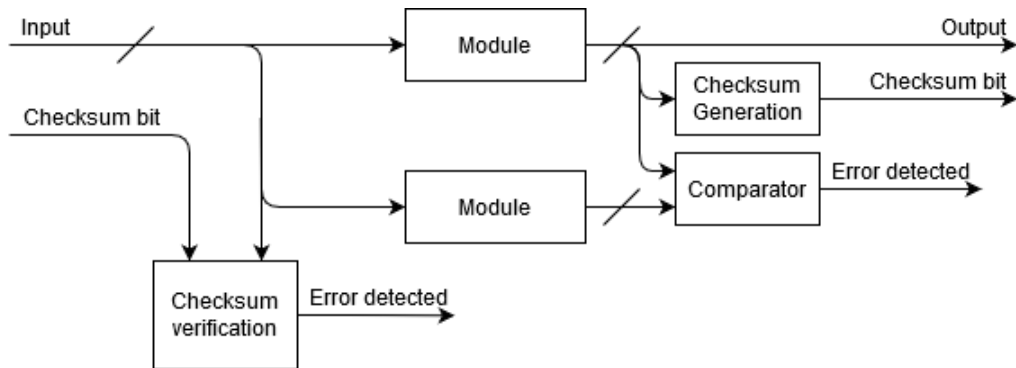 Input
Module
Output
Checksum
Generation
Checksum bit
Checksum bit
Module
Comparator
Error detected
Checksum
verification
Error detected